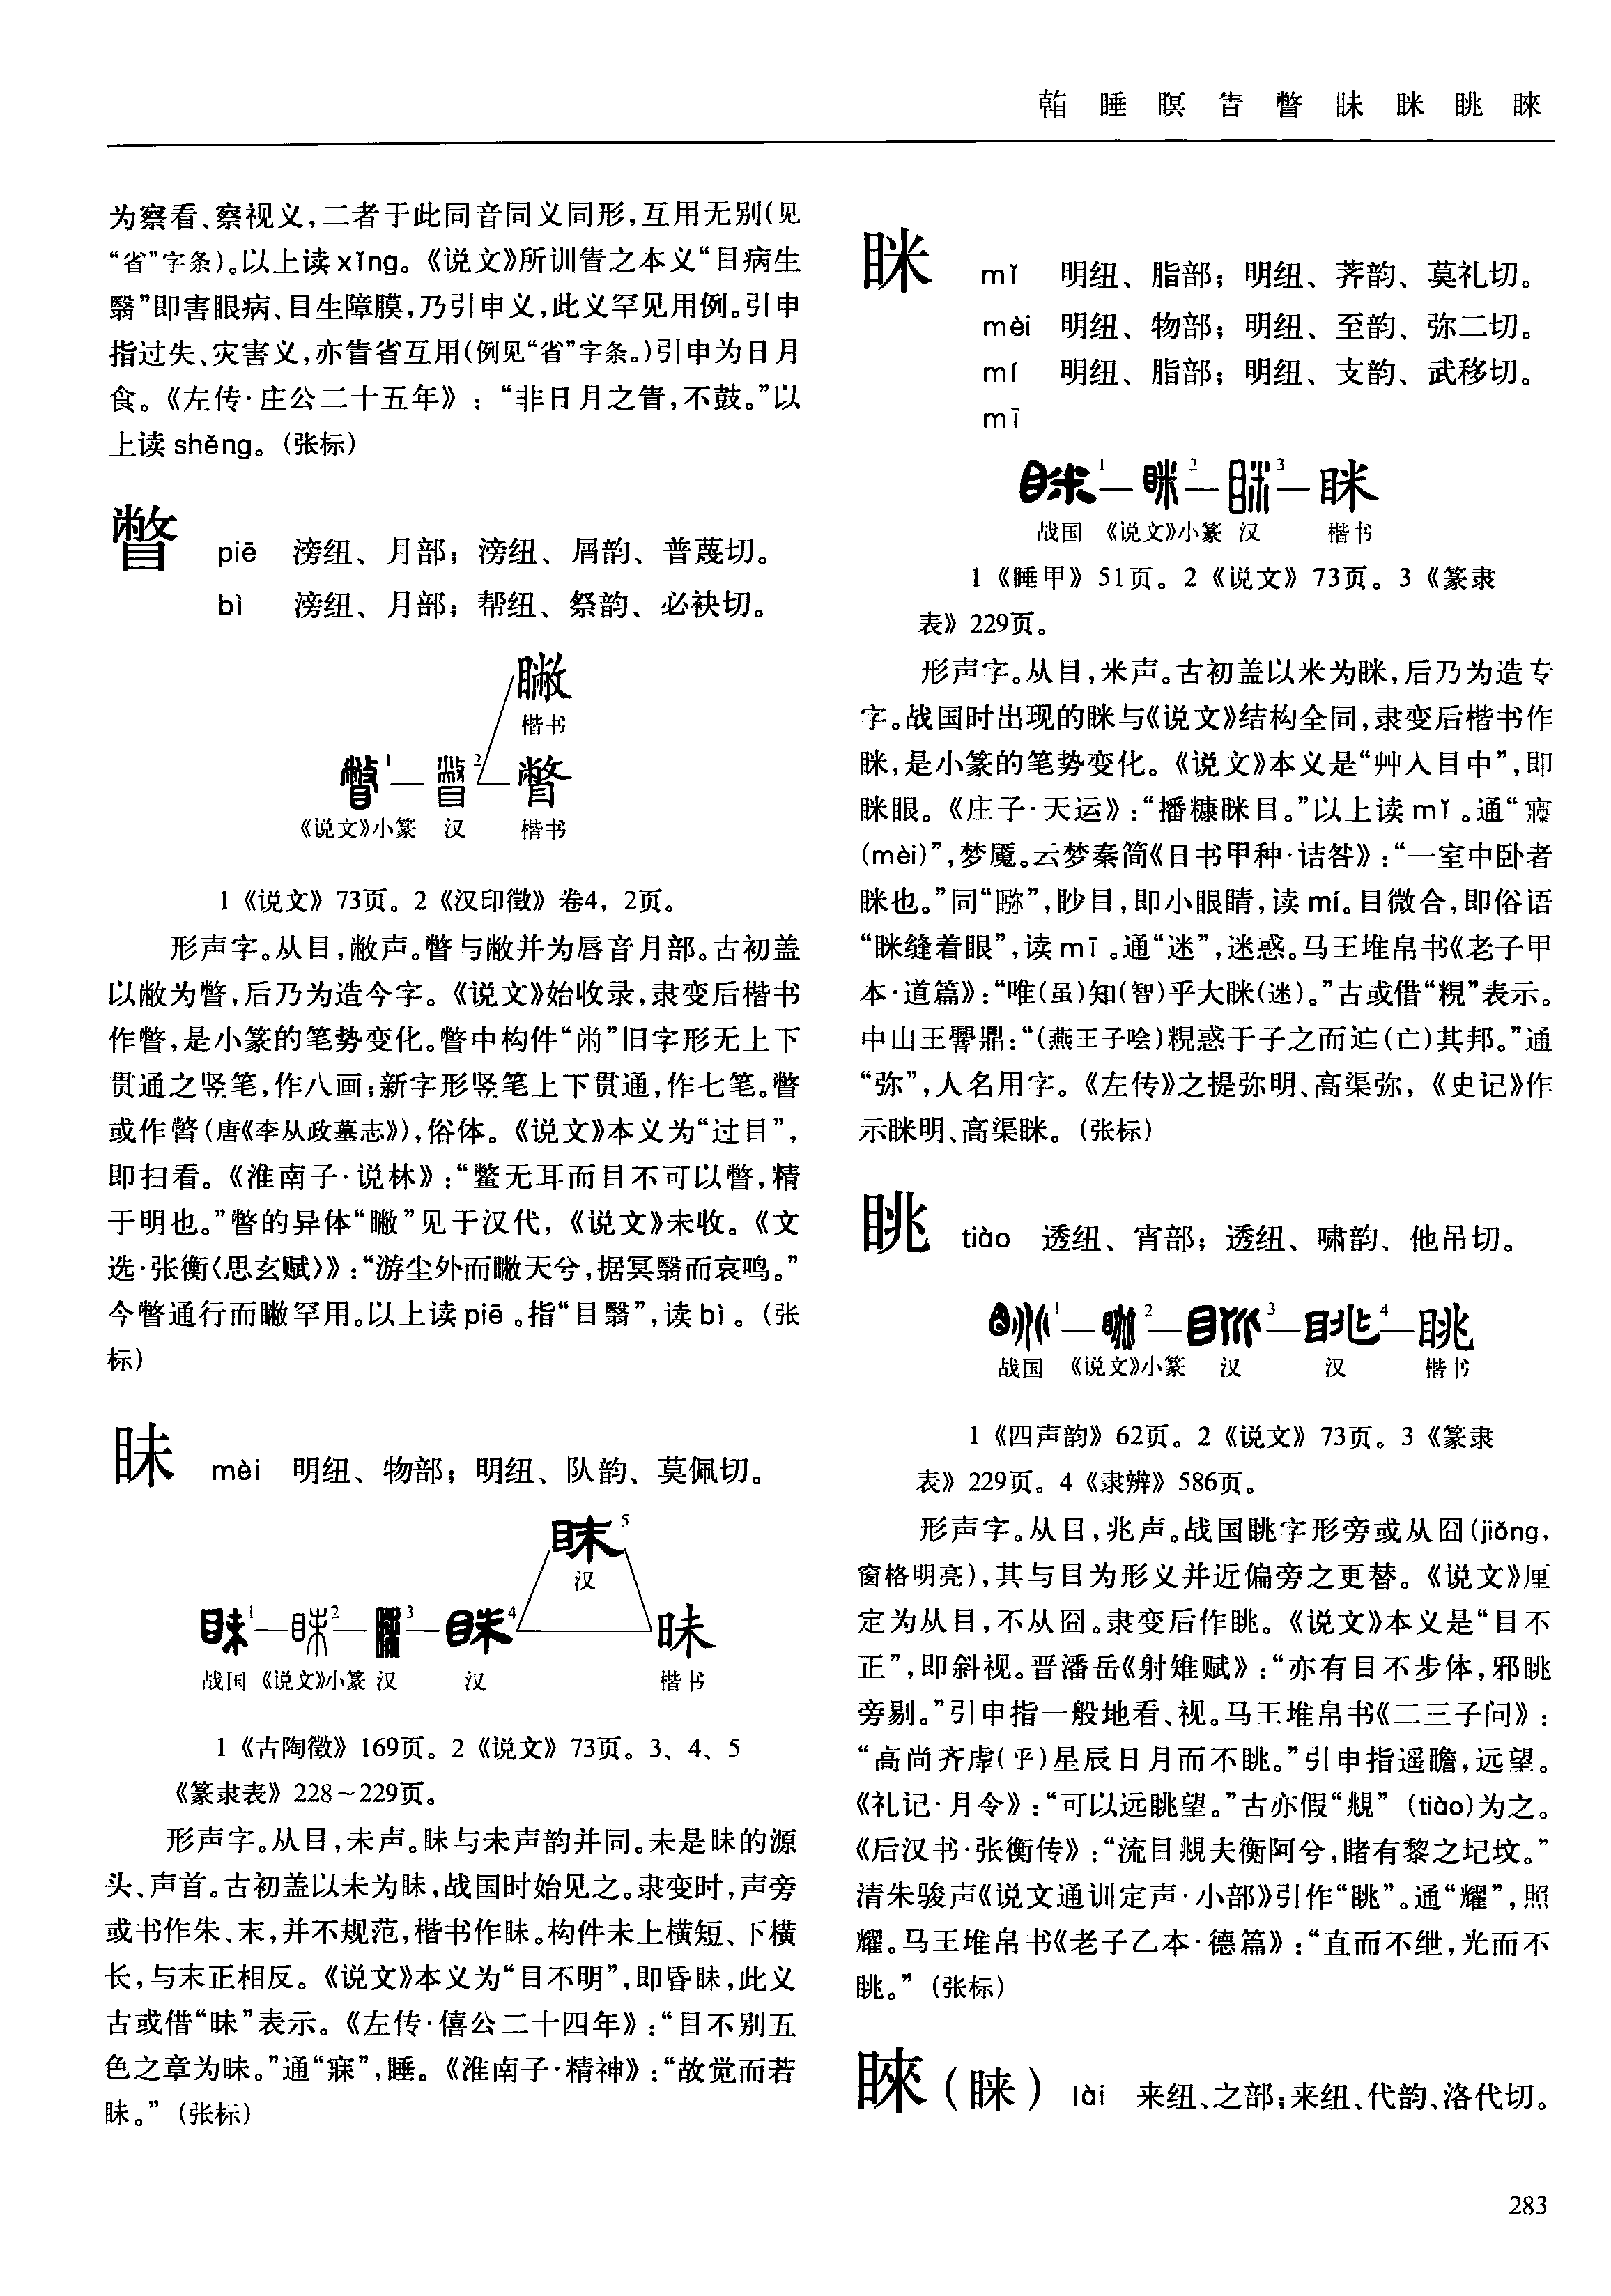 睡 瞑 眚 瞥 眛 眯 眺 睞
为察看、察视义,二者于此同音同义同形,互用无别(见
“省”字条)。以上读xǐng。《说文》所训眚之本义“目病生
翳”即害眼病、目生障膜,乃引申义,此义罕见用例。引申
指过失、灾害义,亦眚省互用(例见“省”字条。)引申为日月
食。《左传·庄公二十五年》:“非日月之眚,不鼓。”以
上读 shěng。(张标)
瞥 piē 滂纽、月部;滂纽、屑韵、普蔑切。
bì 滂纽、月部;帮纽、祭韵、必袂切。
䁹
楷书
瞥1—瞥2—瞥
《说文》小篆 汉 楷书
1《说文》73页。2《汉印徵》卷4,2页。
形声字。从目,敝声。瞥与敝并为唇音月部。古初盖
以敝为瞥,后乃为造今字。《说文》始收录,隶变后楷书
作瞥,是小篆的笔势变化。瞥中构件“㡀”旧字形无上下
贯通之竖笔,作八画;新字形竖笔上下贯通,作七笔。瞥
或作(唐《李从政墓志》),俗体。《说文》本义为“过目”,
即扫看。《淮南子·说林》:“鳖无耳而目不可以瞥,精
于明也。”瞥的异体“䁹”见于汉代,《说文》未收。《文
选·张衡〈思玄赋〉》:“游尘外而䁹天兮,据冥翳而哀鸣。”
今瞥通行而䁹罕用。以上读piē。指“目翳”,读bì。(张
标)
眛 mèi 明纽、物部;明纽、队韵、莫佩切。
眛5
汉
眛1—眛2—眛3—眛4—眛
战国 《说文》小篆 汉 汉 楷书
1《古陶徵》169页。2《说文》73页。3、4、5
《篆隶表》228~229页。
形声字。从目,未声。眛与未声韵并同。未是眛的源
头、声首。古初盖以未为眛,战国时始见之。隶变时,声旁
或书作朱、末,并不规范,楷书作眛。构件未上横短、下横
长,与末正相反。《说文》本义为“目不明”,即昏眛,此义
古或借“昧”表示。《左传·僖公二十四年》:“目不别五
色之章为昧。”通“寐”,睡。《淮南子·精神》:“故觉而若
眛。”(张标)
眯 mǐ 明纽、脂部;明纽、荠韵、莫礼切。
mèi 明纽、物部;明纽、至韵、弥二切。
mí 明纽、脂部;明纽、支韵、武移切。
mī
眯1—眯2—眯3—眯
战国 《说文》小篆 汉 楷书
1《睡甲》51页。2《说文》73页。3《篆隶
表》229页。
形声字。从目,米声。古初盖以米为眯,后乃为造专
字。战国时出现的眯与《说文》结构全同,隶变后楷书作
眯,是小篆的笔势变化。《说文》本义是“艸入目中”,即
眯眼。《庄子·天运》:“播糠眯目。”以上读mǐ。通“㝥
(mèi)”,梦魇。云梦秦简《日书甲种·诘咎》:“一室中卧者
眯也。”同“”,眇目,即小眼睛,读mí。目微合,即俗语
“眯缝着眼”,读mī。通“迷”,迷惑。马王堆帛书《老子甲
本·道篇》:“唯(虽)知(智)乎大眯(迷)。”古或借“粯”表示。
中山王鼎:“(燕王子哙)粯惑于子之而迋(亡)其邦。”通
“弥”,人名用字。《左传》之提弥明、高渠弥,《史记》作
示眯明、高渠眯。(张标)
眺 tiào 透纽、宵部;透纽、啸韵、他吊切。
眺1—眺2—眺3—眺4—眺
战国 《说文》小篆 汉 汉 楷书
1《四声韵》62页。2《说文》73页。3《篆隶
表》229页。4《隶辨》586页。
形声字。从目,兆声。战国眺字形旁或从囧(jiǒng,
窗格明亮),其与目为形义并近偏旁之更替。《说文》厘
定为从目,不从囧。隶变后作眺。《说文》本义是“目不
正”,即斜视。晋潘岳《射雉赋》:“亦有目不步体,邪眺
旁剔。”引申指一般地看、视。马王堆帛书《二三子问》:
“高尚齐虖(乎)星辰日月而不眺。”引申指遥瞻,远望。
《礼记·月令》:“可以远眺望。”古亦假“覜”(tiào)为之。
《后汉书·张衡传》:“流目覜夫衡阿兮,睹有黎之圮坟。”
清朱骏声《说文通训定声·小部》引作“眺”。通“耀”,照
耀。马王堆帛书《老子乙本·德篇》:“直而不绁,光而不
眺。”(张标)
睞(睐) lài 来纽、之部;来纽、代韵、洛代切。
283